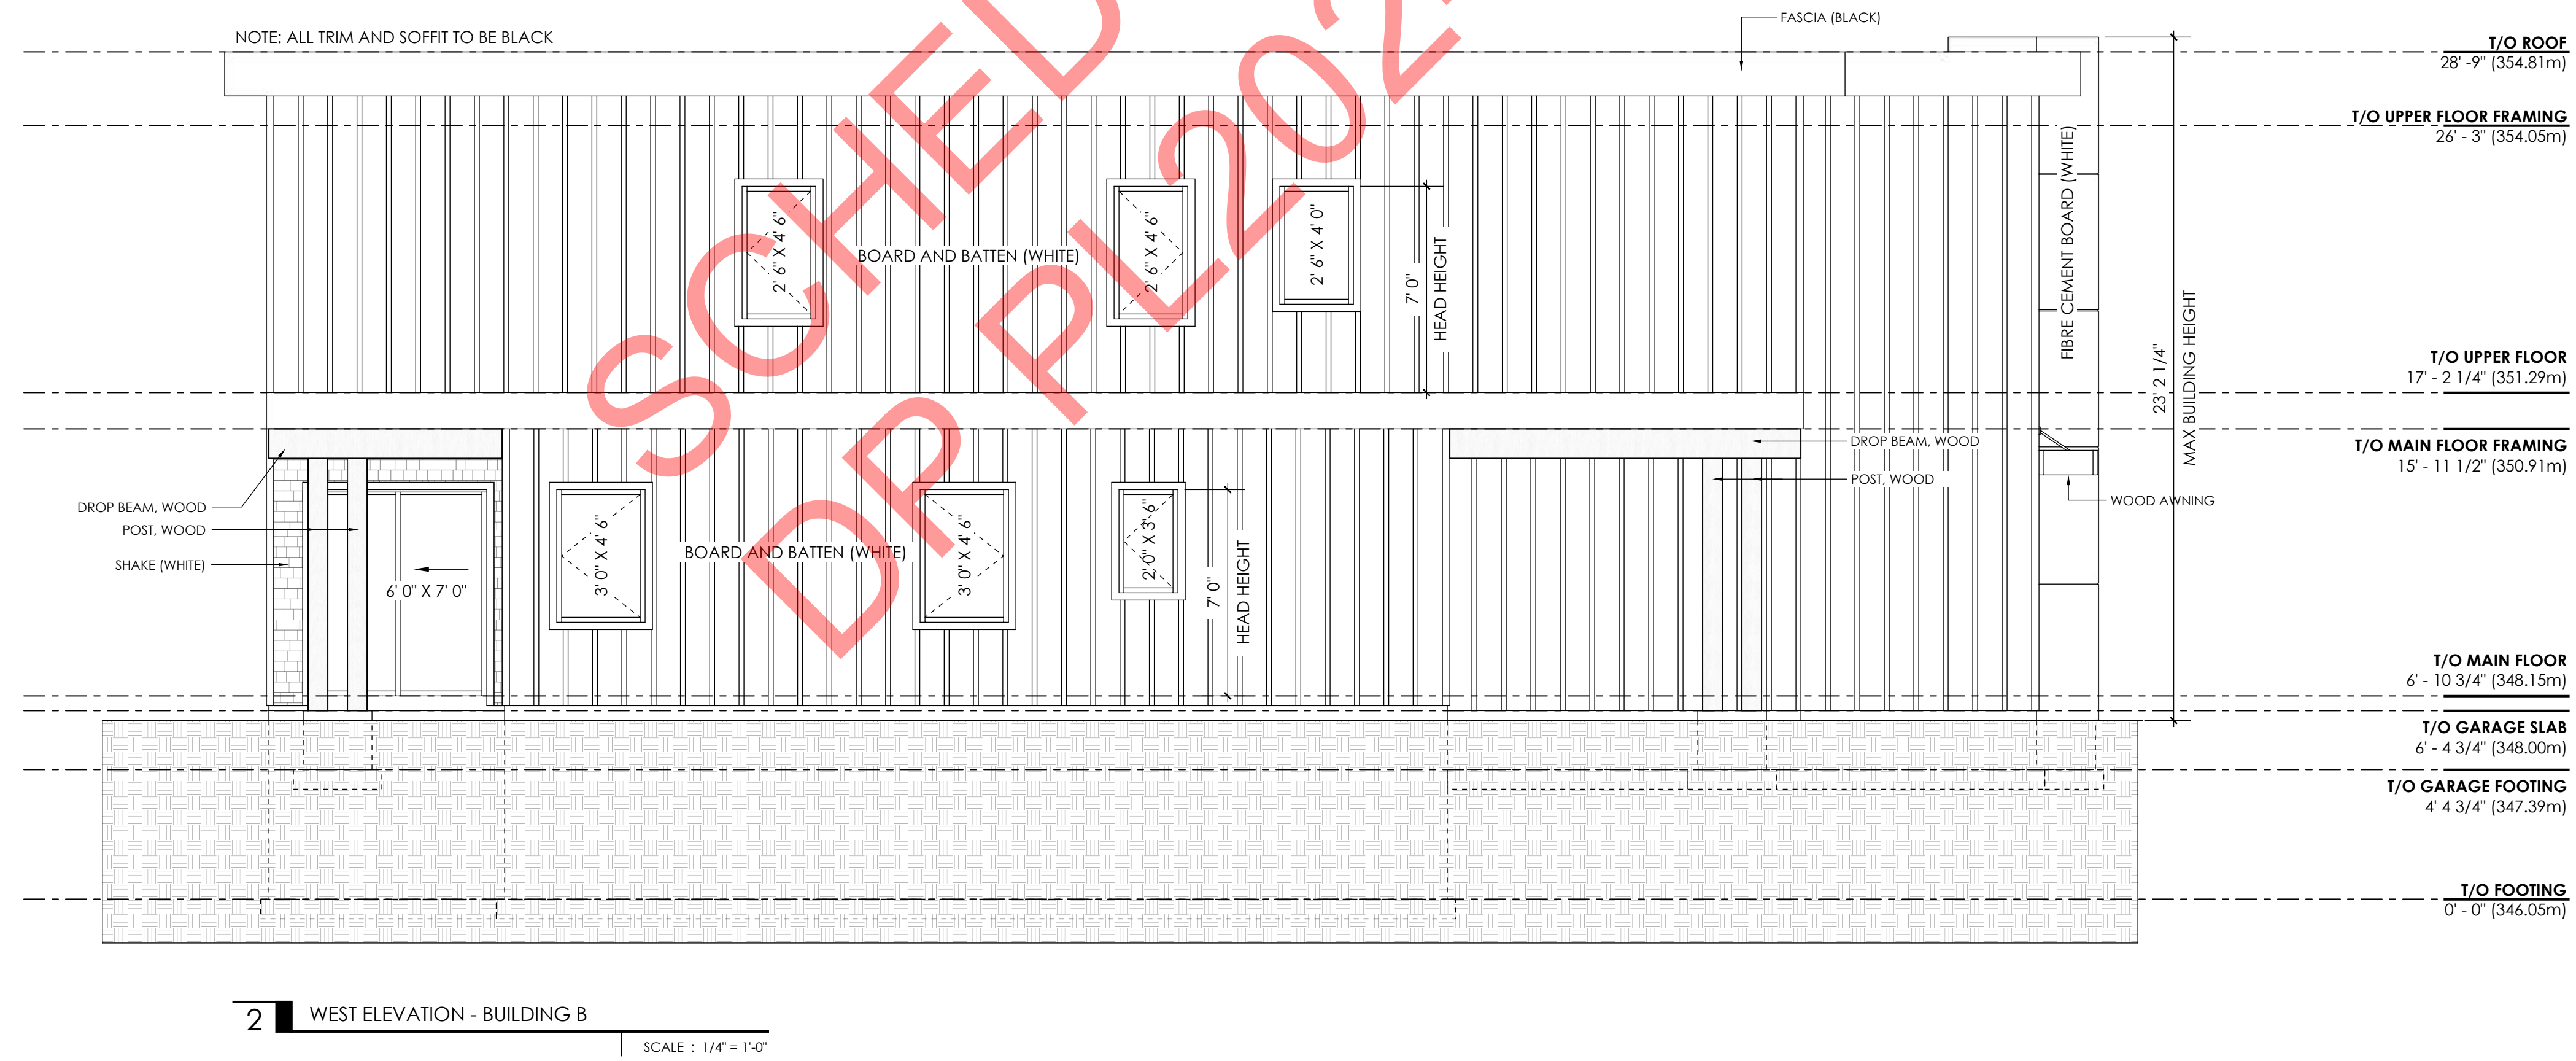 FASCIA (BLACK)
NOTE: ALL TRIM AND SOFFIT TO BE BLACK
T/O ROOF
28' -9" (354.81m)
T/O UPPER FLOOR FRAMING
26' - 3" (354.05m)
FIBRE CEMENT BOARD (WHITE)
2' 6" X 4' 6"
BOARD AND BATTEN (WHITE)
2' 6" X 4' 6"
2' 6" X 4' 0"
7' 0"
HEAD HEIGHT
23' 2 1/4"
MAX BUILDING HEIGHT
T/O UPPER FLOOR
17' - 2 1/4" (351.29m)
DROP BEAM, WOOD
T/O MAIN FLOOR FRAMING
15' - 11 1/2" (350.91m)
POST, WOOD
WOOD AWNING
DROP BEAM, WOOD
POST, WOOD
SHAKE (WHITE)
6' 0" X 7' 0"
3' 0" X 4' 6"
BOARD AND BATTEN (WHITE)
3' 0" X 4' 6"
2' 0" X 3' 6"
7' 0"
HEAD HEIGHT
T/O MAIN FLOOR
6' - 10 3/4" (348.15m)
T/O GARAGE SLAB
6' - 4 3/4" (348.00m)
T/O GARAGE FOOTING
4' 4 3/4" (347.39m)
T/O FOOTING
0' - 0" (346.05m)
2 WEST ELEVATION - BUILDING B
SCALE : 1/4" = 1'-0"
SCHED
DP PL202